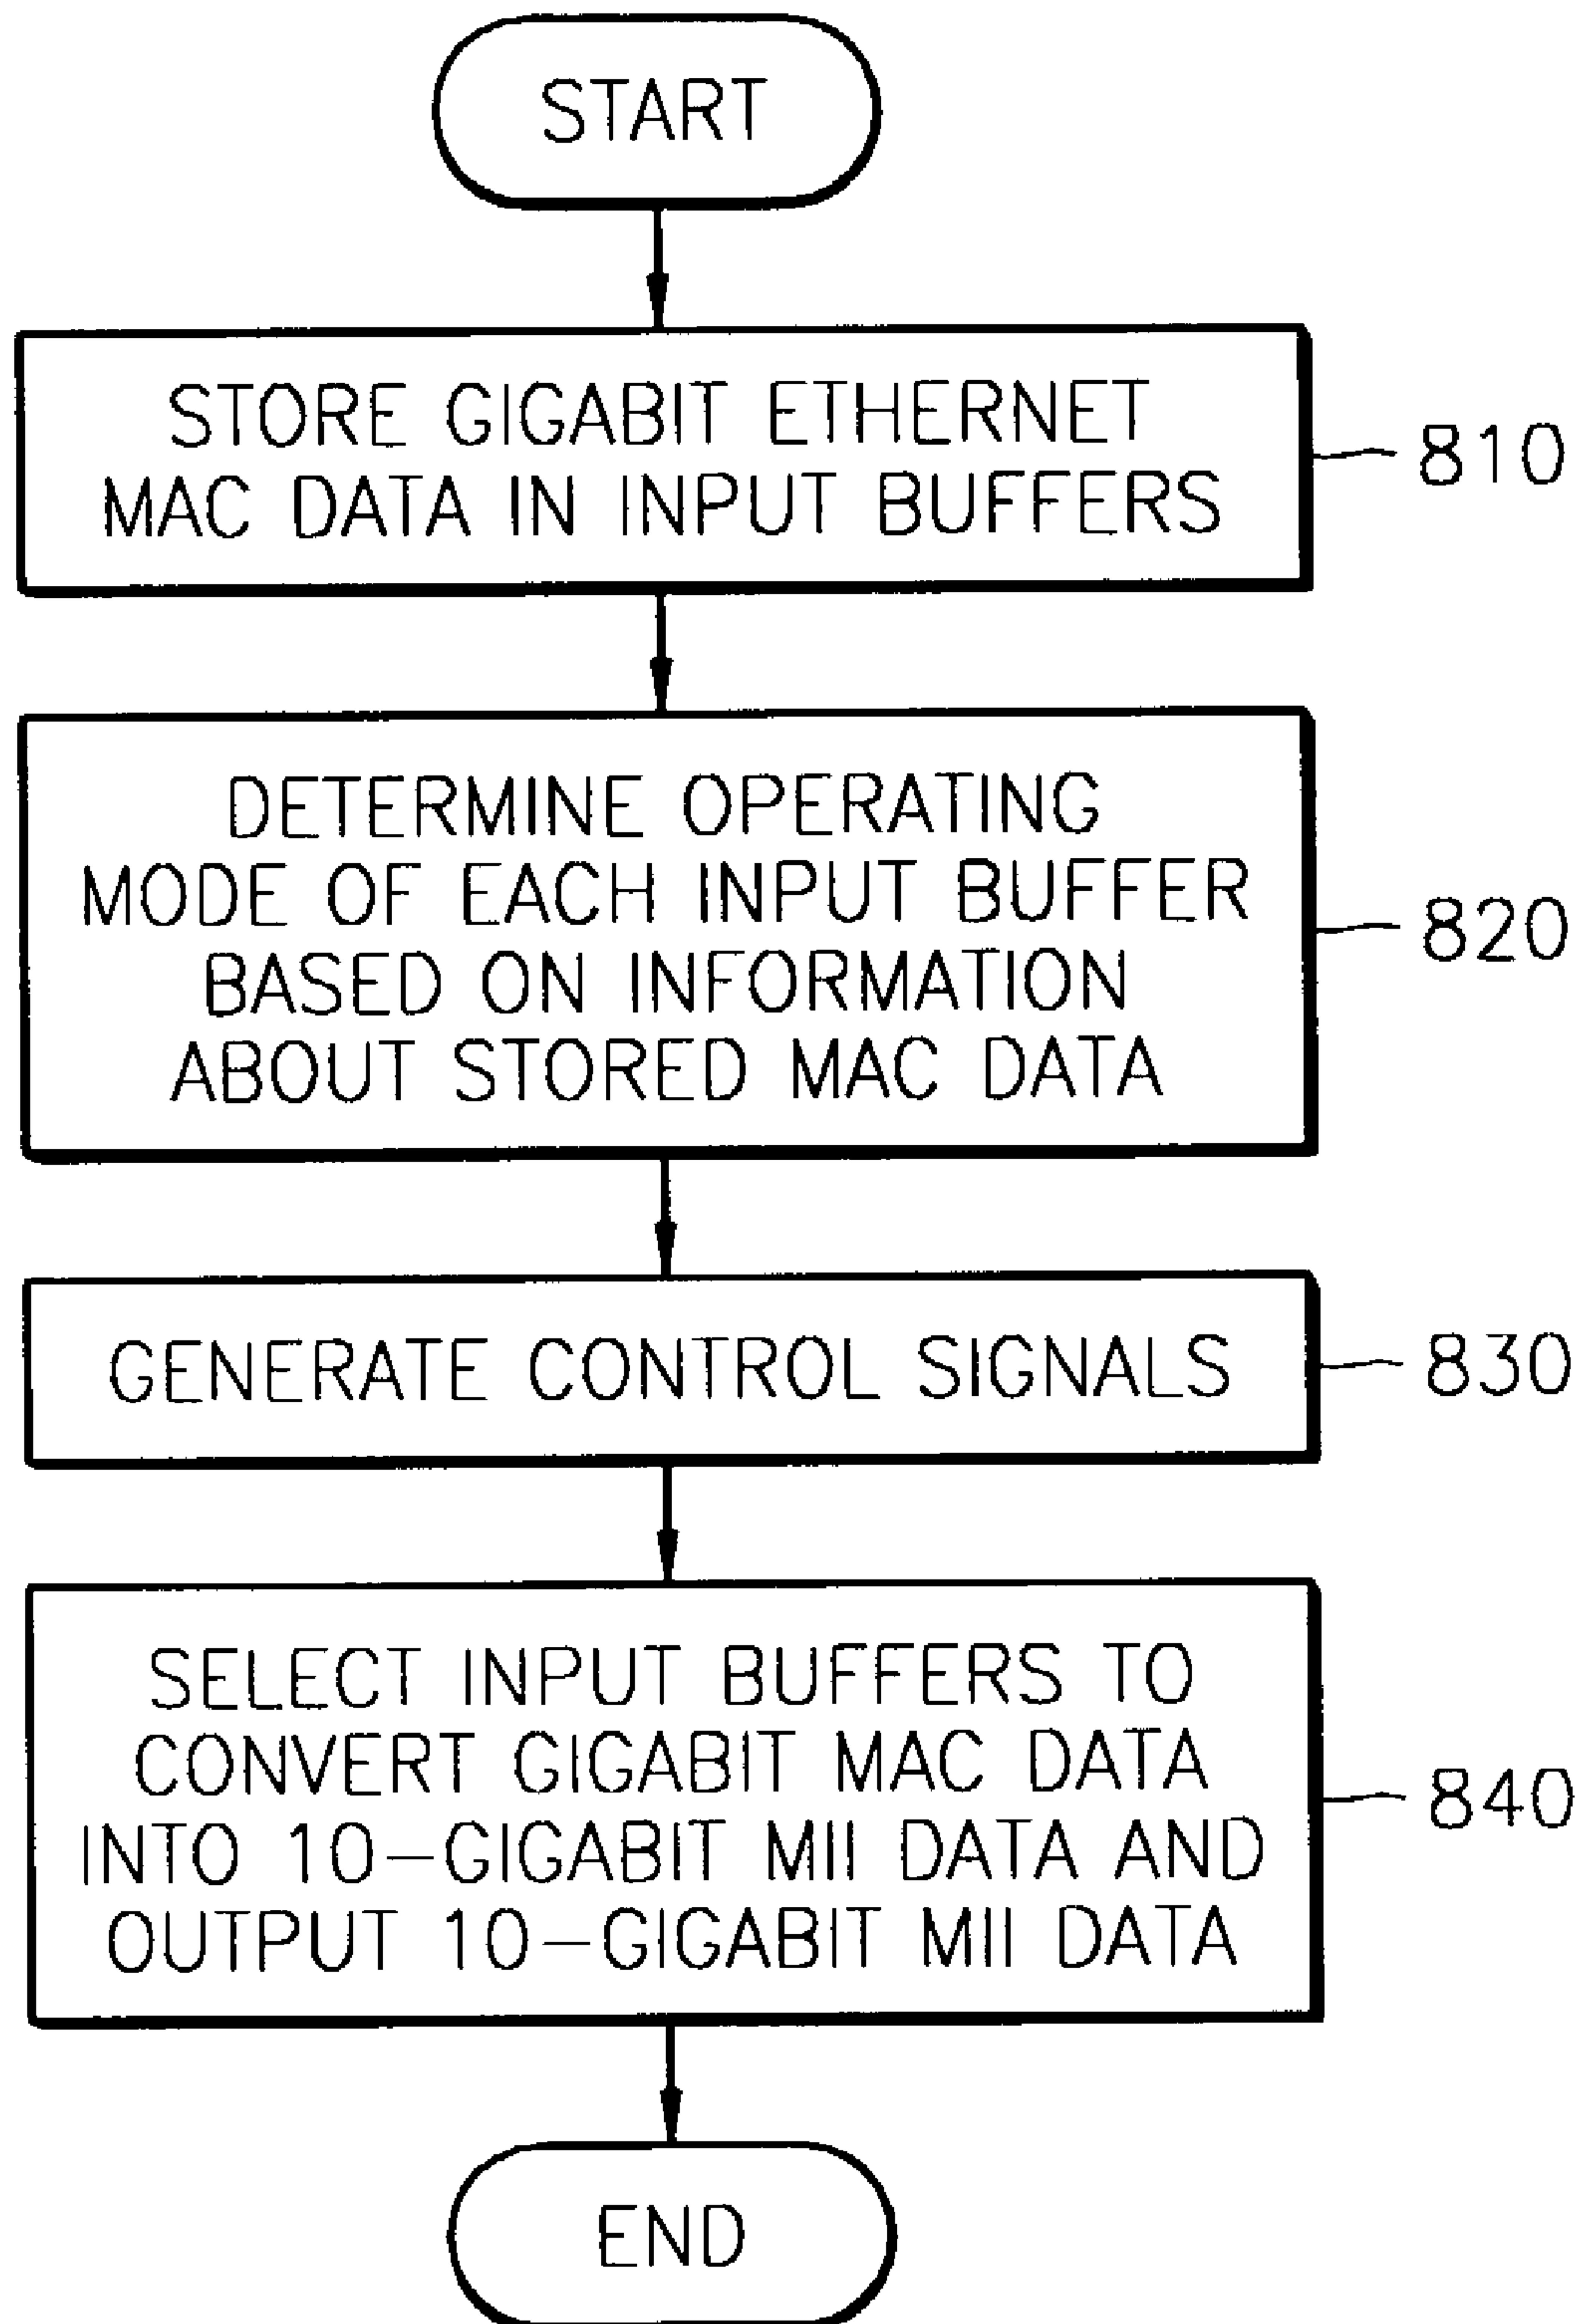 START
STORE GIGABIT ETHERNET
MAC DATA IN INPUT BUFFERS
810
DETERMINE OPERATING
MODE OF EACH INPUT BUFFER
BASED ON INFORMATION
ABOUT STORED MAC DATA
820
GENERATE CONTROL SIGNALS
830
SELECT INPUT BUFFERS TO
CONVERT GIGABIT MAC DATA
INTO 10-GIGABIT MII DATA AND
OUTPUT 10-GIGABIT MII DATA
840
END